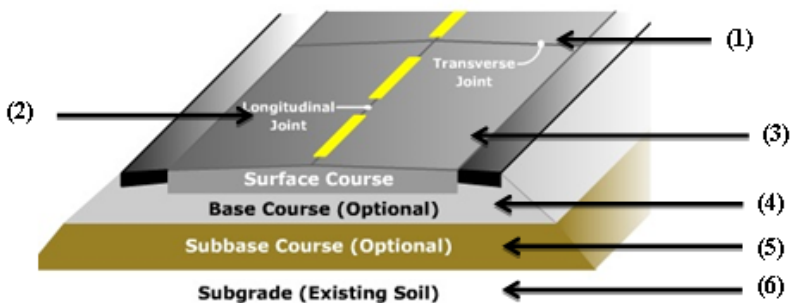 (1)
Transverse
Joint
(2)
Longitudinal
Joint
(3)
Surface Course
Base Course (Optional)
(4)
Subbase Course (Optional)
(5)
Subgrade (Existing Soil)
(6)